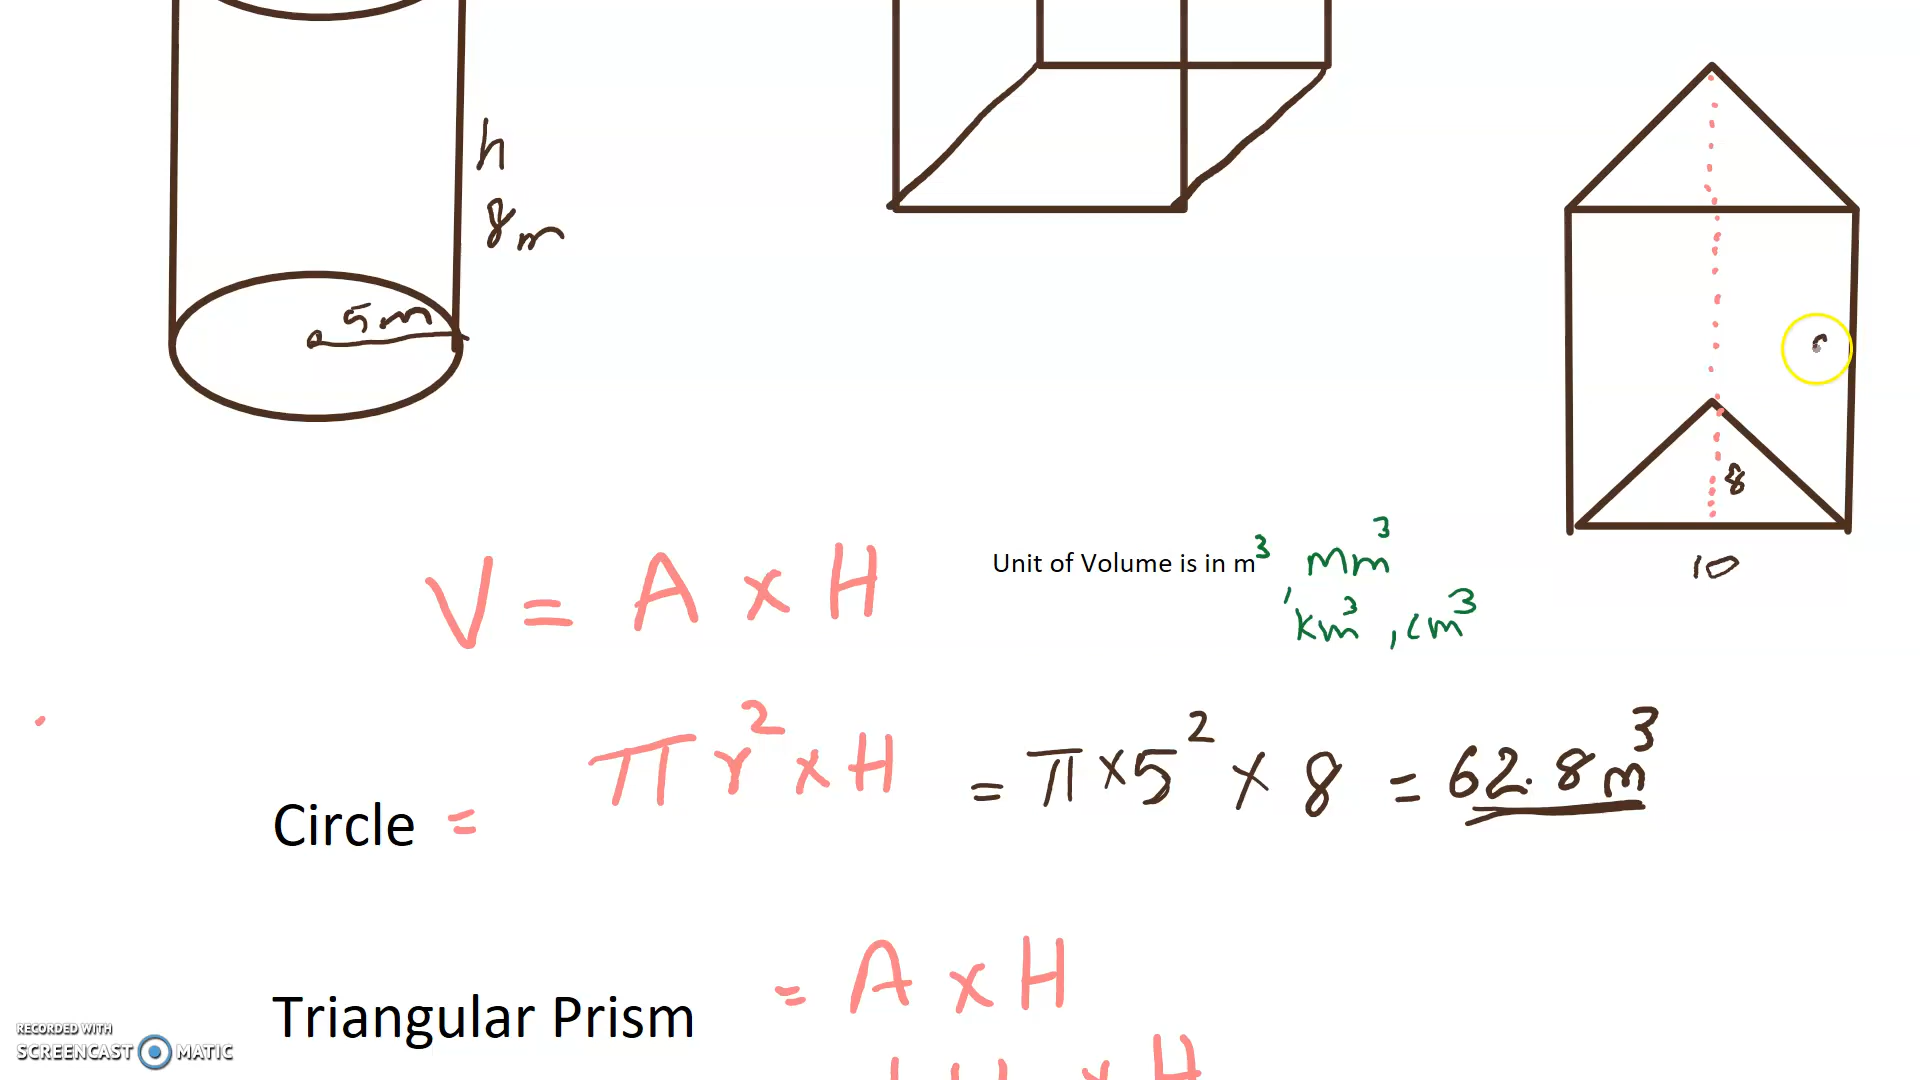 h
8m
5m
8
10
V = A x H
Unit of Volume is in m³, Mm³
km³, cm³
Circle = π r² x H = π x 5² x 8 = 62.8 m³
Triangular Prism = A x H
x H
RECORDED WITH
SCREENCAST MATIC